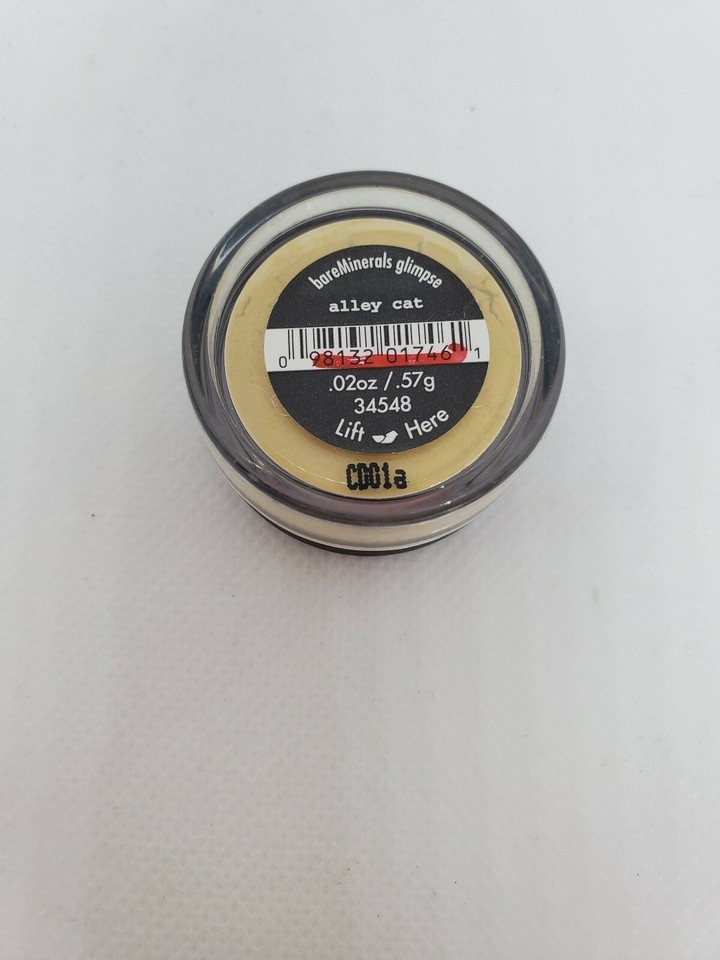 bareMinerals glimpse
alley cat
0 98132 01746 1
.02oz /.57g
34548
Lift Here
CD01a